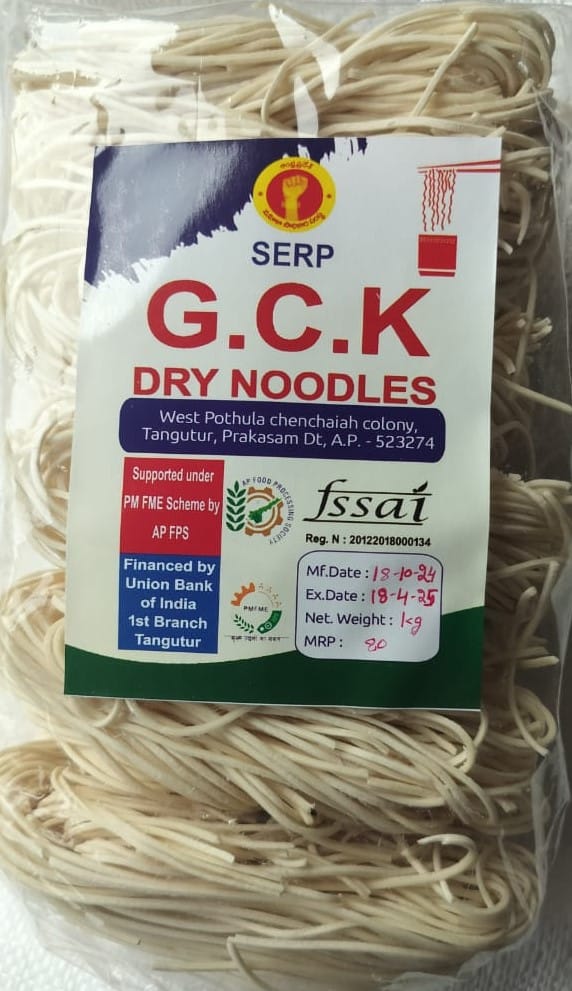 ఆంధ్రప్రదేశ్
SERP
G.C.K
DRY NOODLES
West Pothula chenchaiah colony,
Tangutur, Prakasam Dt, A.P. - 523274
Supported under
PM FME Scheme by
AP FPS
AP FOOD PROCESSING SOCIETY
fssai
Reg. N : 20122018000134
Financed by
Union Bank
of India
1st Branch
Tangutur
PMFME
Mf.Date : 18-10-24
Ex.Date : 18-4-25
Net. Weight : 1kg
MRP : 80